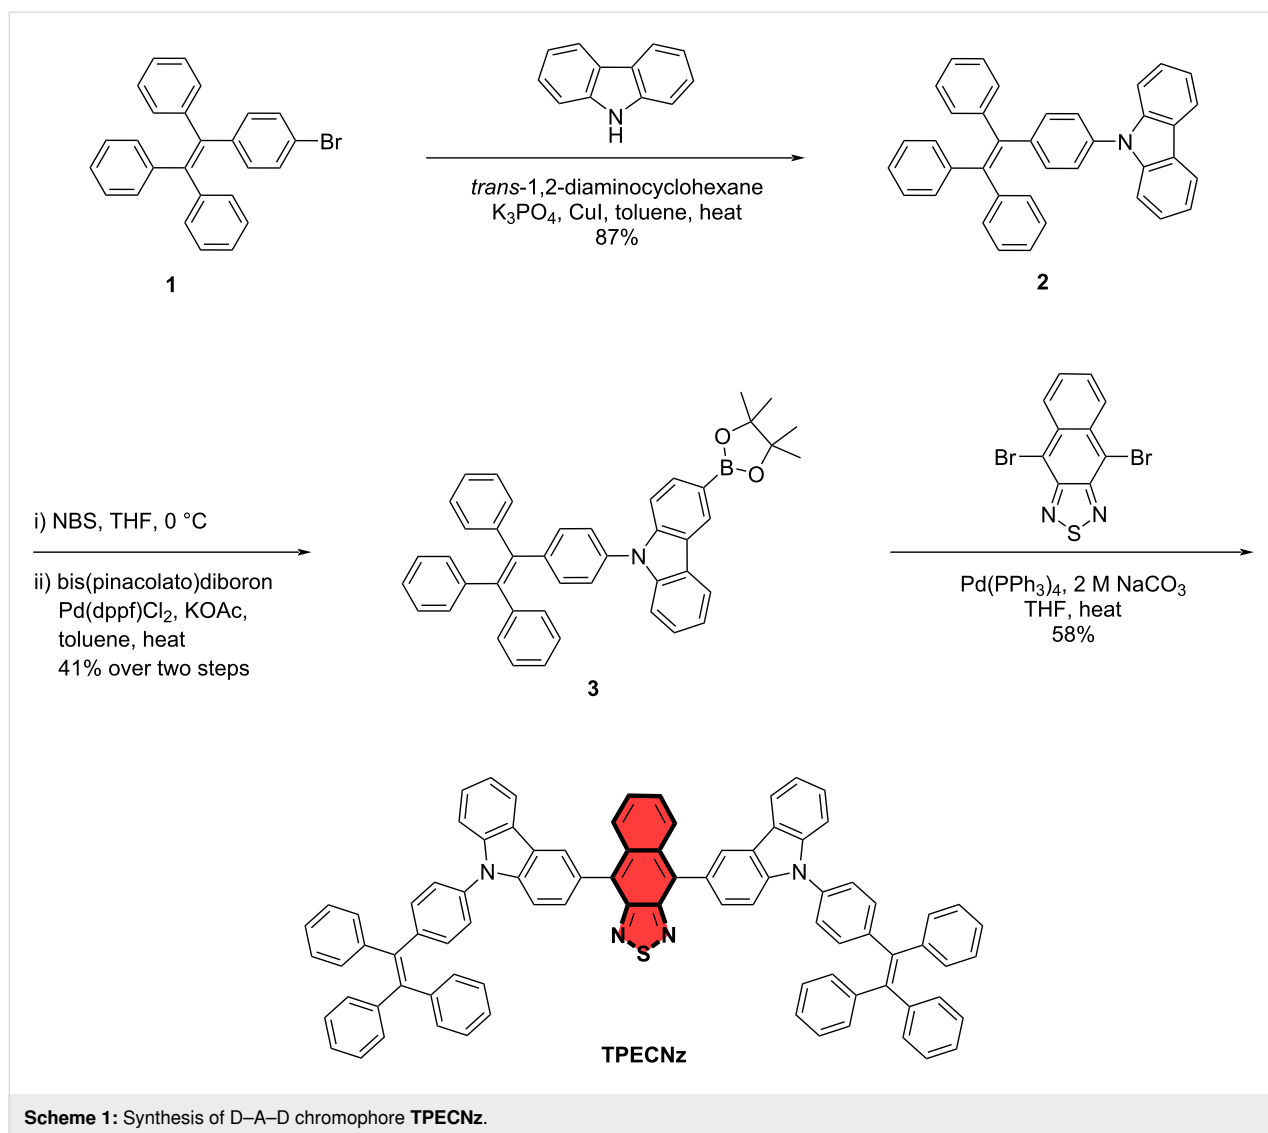 Br
N
H
trans-1,2-diaminocyclohexane
K3PO4, CuI, toluene, heat
87%
N
1
2
i) NBS, THF, 0 °C
ii) bis(pinacolato)diboron
Pd(dppf)Cl2, KOAc,
toluene, heat
41% over two steps
O
B
O
N
3
Br
Br
N
S
N
Pd(PPh3)4, 2 M NaCO3
THF, heat
58%
N
N
S
N
N
TPECNz
Scheme 1: Synthesis of D–A–D chromophore TPECNz.